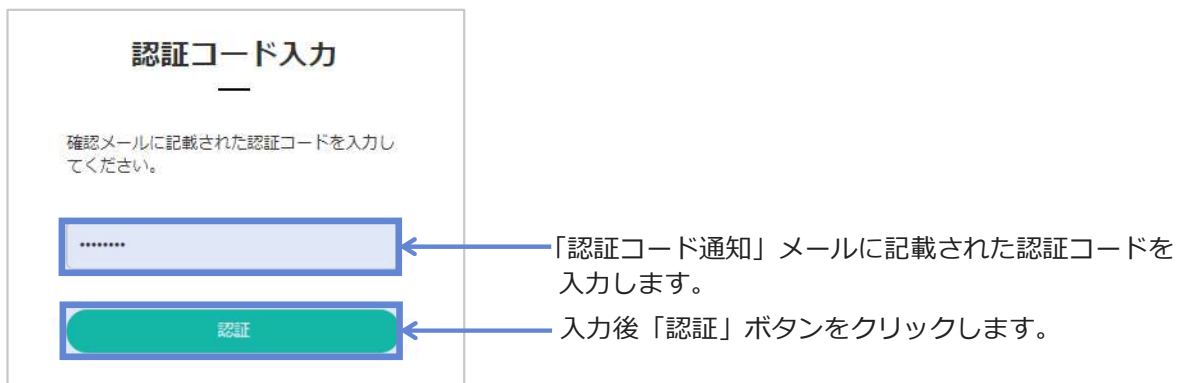 認証コード入力
確認メールに記載された認証コードを入力し
てください。
········
「認証コード通知」メールに記載された認証コードを
入力します。
認証
入力後「認証」ボタンをクリックします。